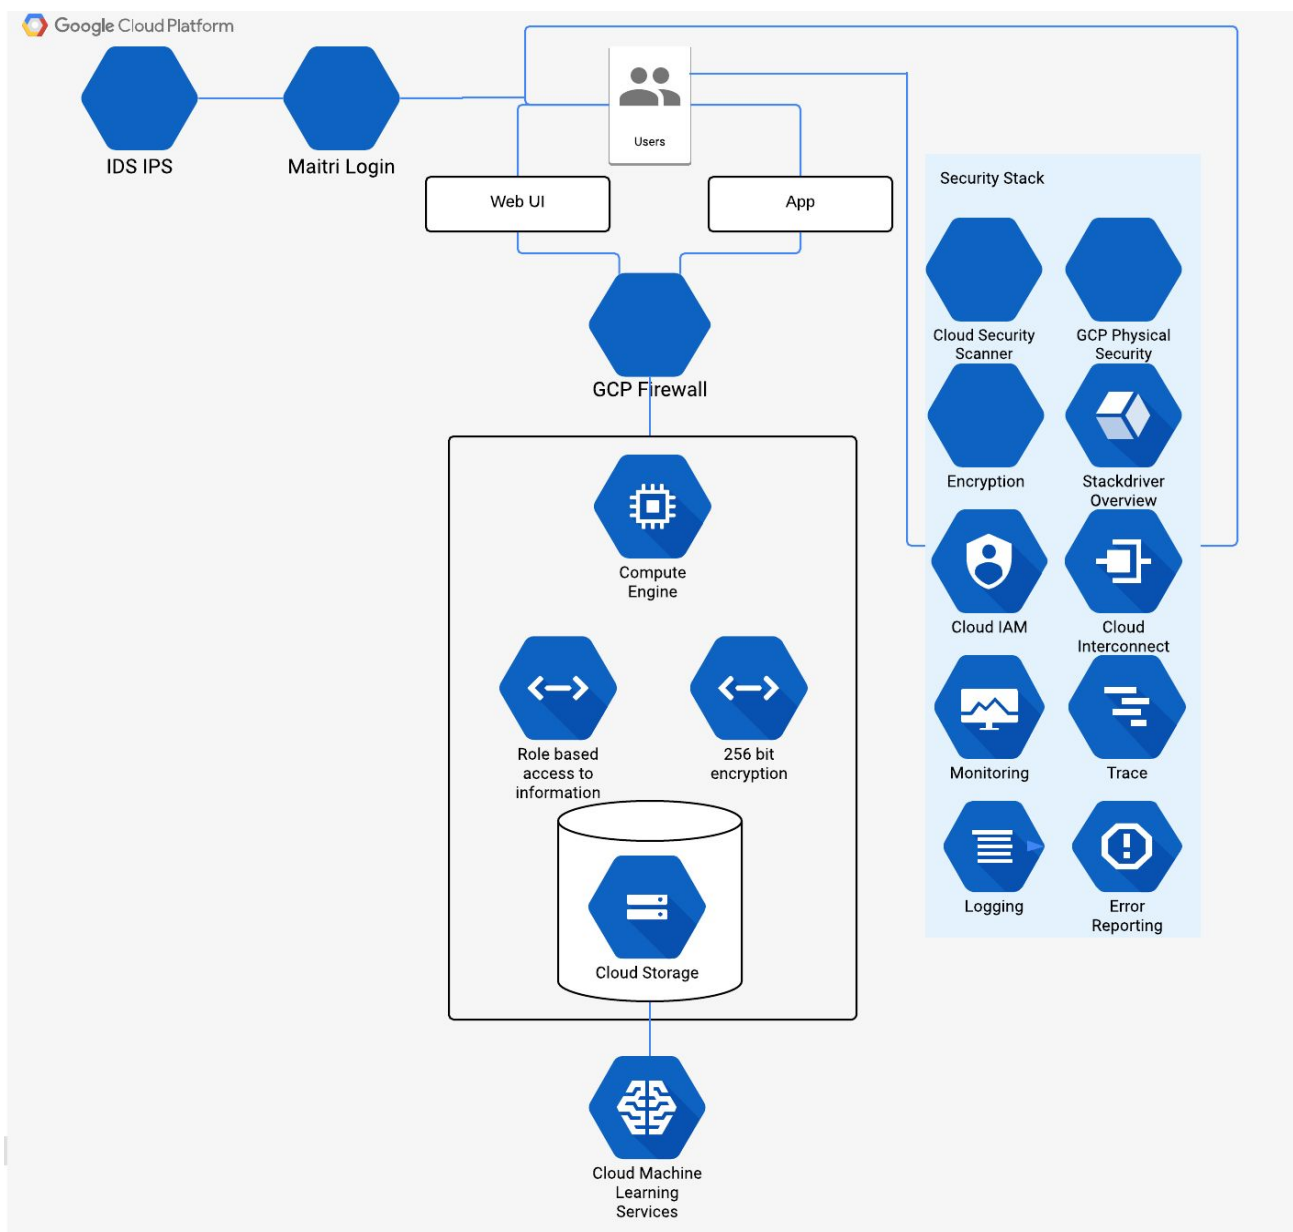 Google Cloud Platform
Users
IDS IPS
Maitri Login
Web UI
App
GCP Firewall
Compute
Engine
Role based
access to
information
256 bit
encryption
Cloud Storage
Cloud Machine
Learning
Services
Security Stack
Cloud Security
Scanner
GCP Physical
Security
Encryption
Stackdriver
Overview
Cloud IAM
Cloud
Interconnect
Monitoring
Trace
Logging
Error
Reporting